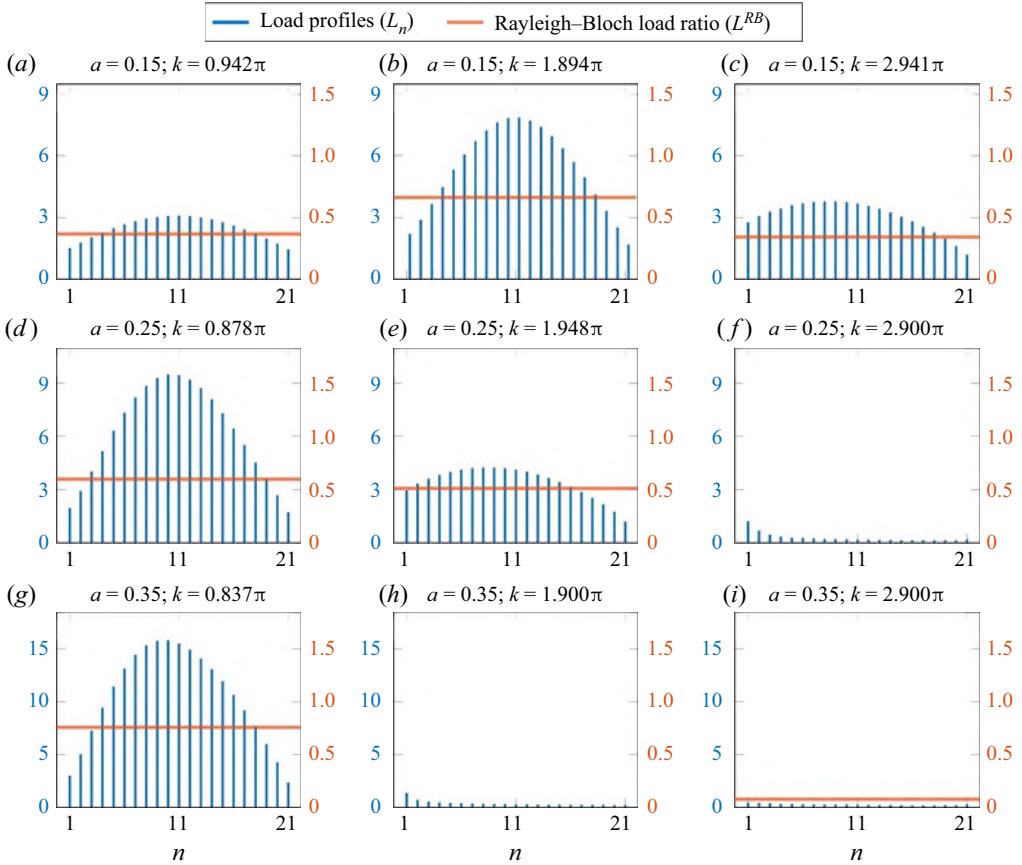 Load profiles (Lₙ) Rayleigh–Bloch load ratio (Lᴿᴮ)
(a) a = 0.15; k = 0.942π (b) a = 0.15; k = 1.894π (c) a = 0.15; k = 2.941π
9 1.5 9 1.5 9 1.5
6 1.0 6 1.0 6 1.0
3 0.5 3 0.5 3 0.5
0 0 0 0 0 0
1 11 21 1 11 21 1 11 21
(d) a = 0.25; k = 0.878π (e) a = 0.25; k = 1.948π (f) a = 0.25; k = 2.900π
9 1.5 9 1.5 9 1.5
6 1.0 6 1.0 6 1.0
3 0.5 3 0.5 3 0.5
0 0 0 0 0 0
1 11 21 1 11 21 1 11 21
(g) a = 0.35; k = 0.837π (h) a = 0.35; k = 1.900π (i) a = 0.35; k = 2.900π
15 1.5 15 1.5 15 1.5
10 1.0 10 1.0 10 1.0
5 0.5 5 0.5 5 0.5
0 0 0 0 0 0
1 11 21 1 11 21 1 11 21
n n n